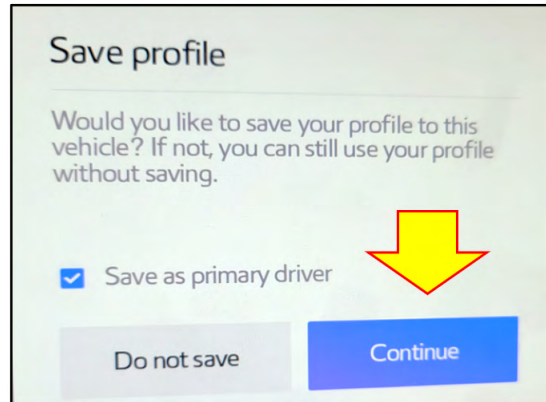 Save profile
Would you like to save your profile to this
vehicle? If not, you can still use your profile
without saving.
Save as primary driver
Do not save
Continue